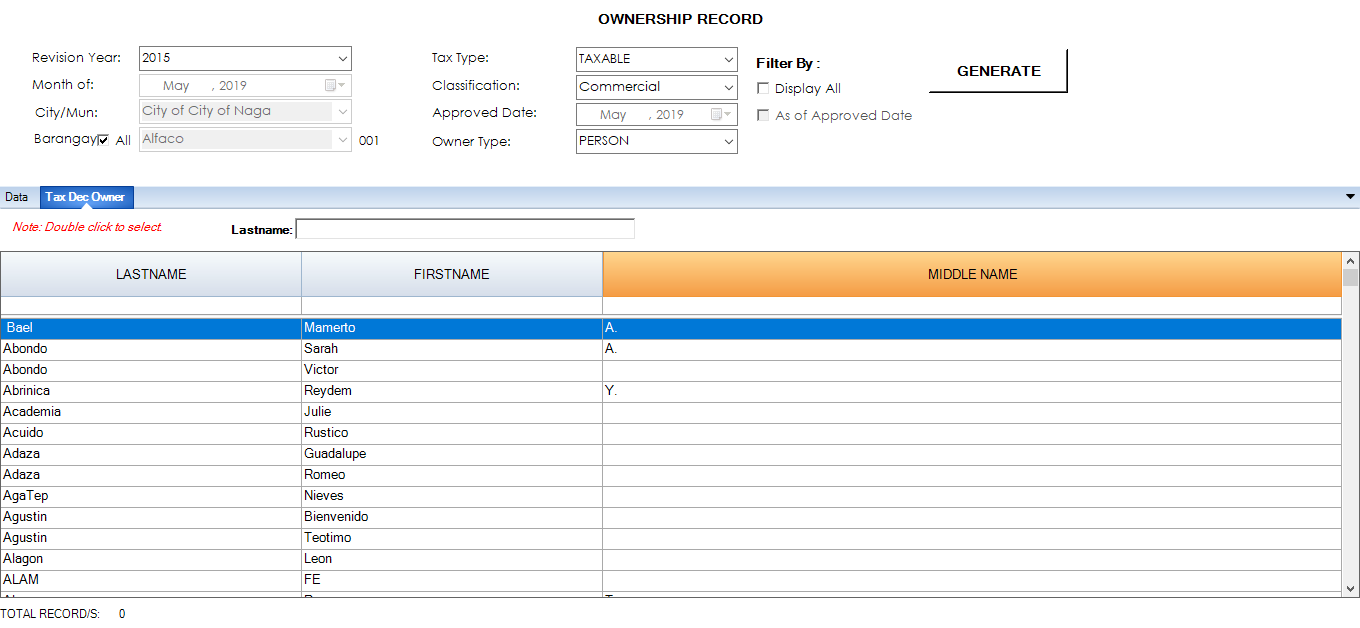 OWNERSHIP RECORD
Revision Year: 2015 Tax Type: TAXABLE Filter By : GENERATE
Month of: May , 2019 Classification: Commercial Display All
City/Mun: City of City of Naga Approved Date: May , 2019 As of Approved Date
Barangay All Alfaco 001 Owner Type: PERSON
Data Tax Dec Owner
Note: Double click to select. Lastname:
LASTNAME FIRSTNAME MIDDLE NAME
Bael Mamerto A.
Abondo Sarah A.
Abondo Victor
Abrinica Reydem Y.
Academia Julie
Acuido Rustico
Adaza Guadalupe
Adaza Romeo
AgaTep Nieves
Agustin Bienvenido
Agustin Teotimo
Alagon Leon
ALAM FE
TOTAL RECORD/S: 0